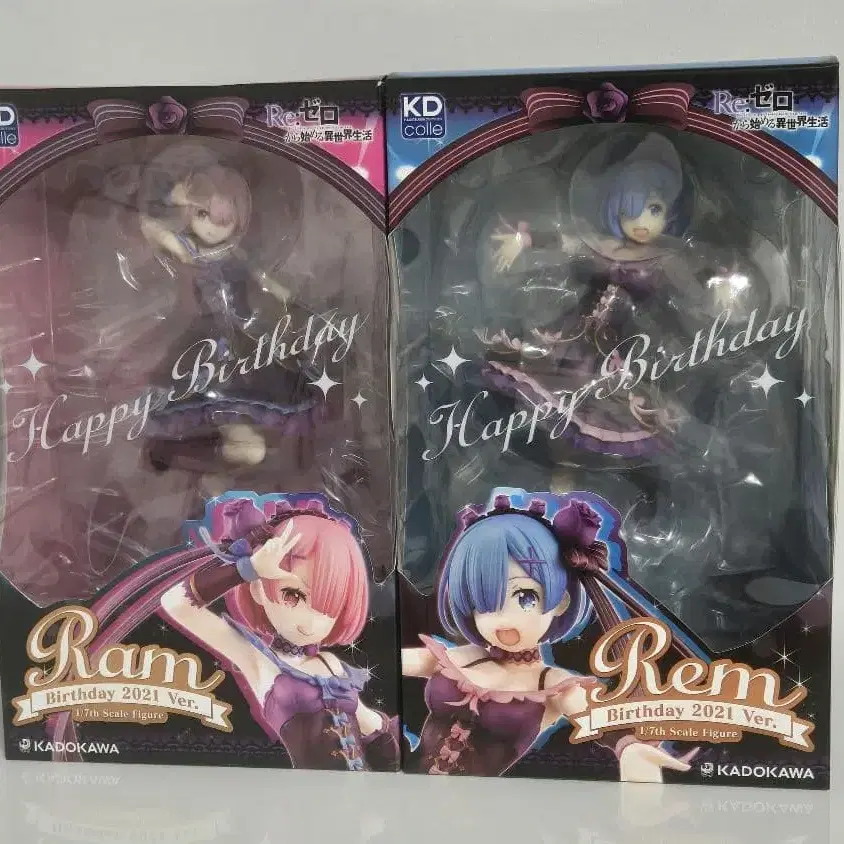 D
colle
Re:ゼロ
から始める異世界生活
Happy Birthday
Ram
Birthday 2021 Ver.
1/7th Scale Figure
KADOKAWA
KD
colle
Re:ゼロ
から始める異世界生活
Happy Birthday
Rem
Birthday 2021 Ver.
1/7th Scale Figure
KADOKAWA